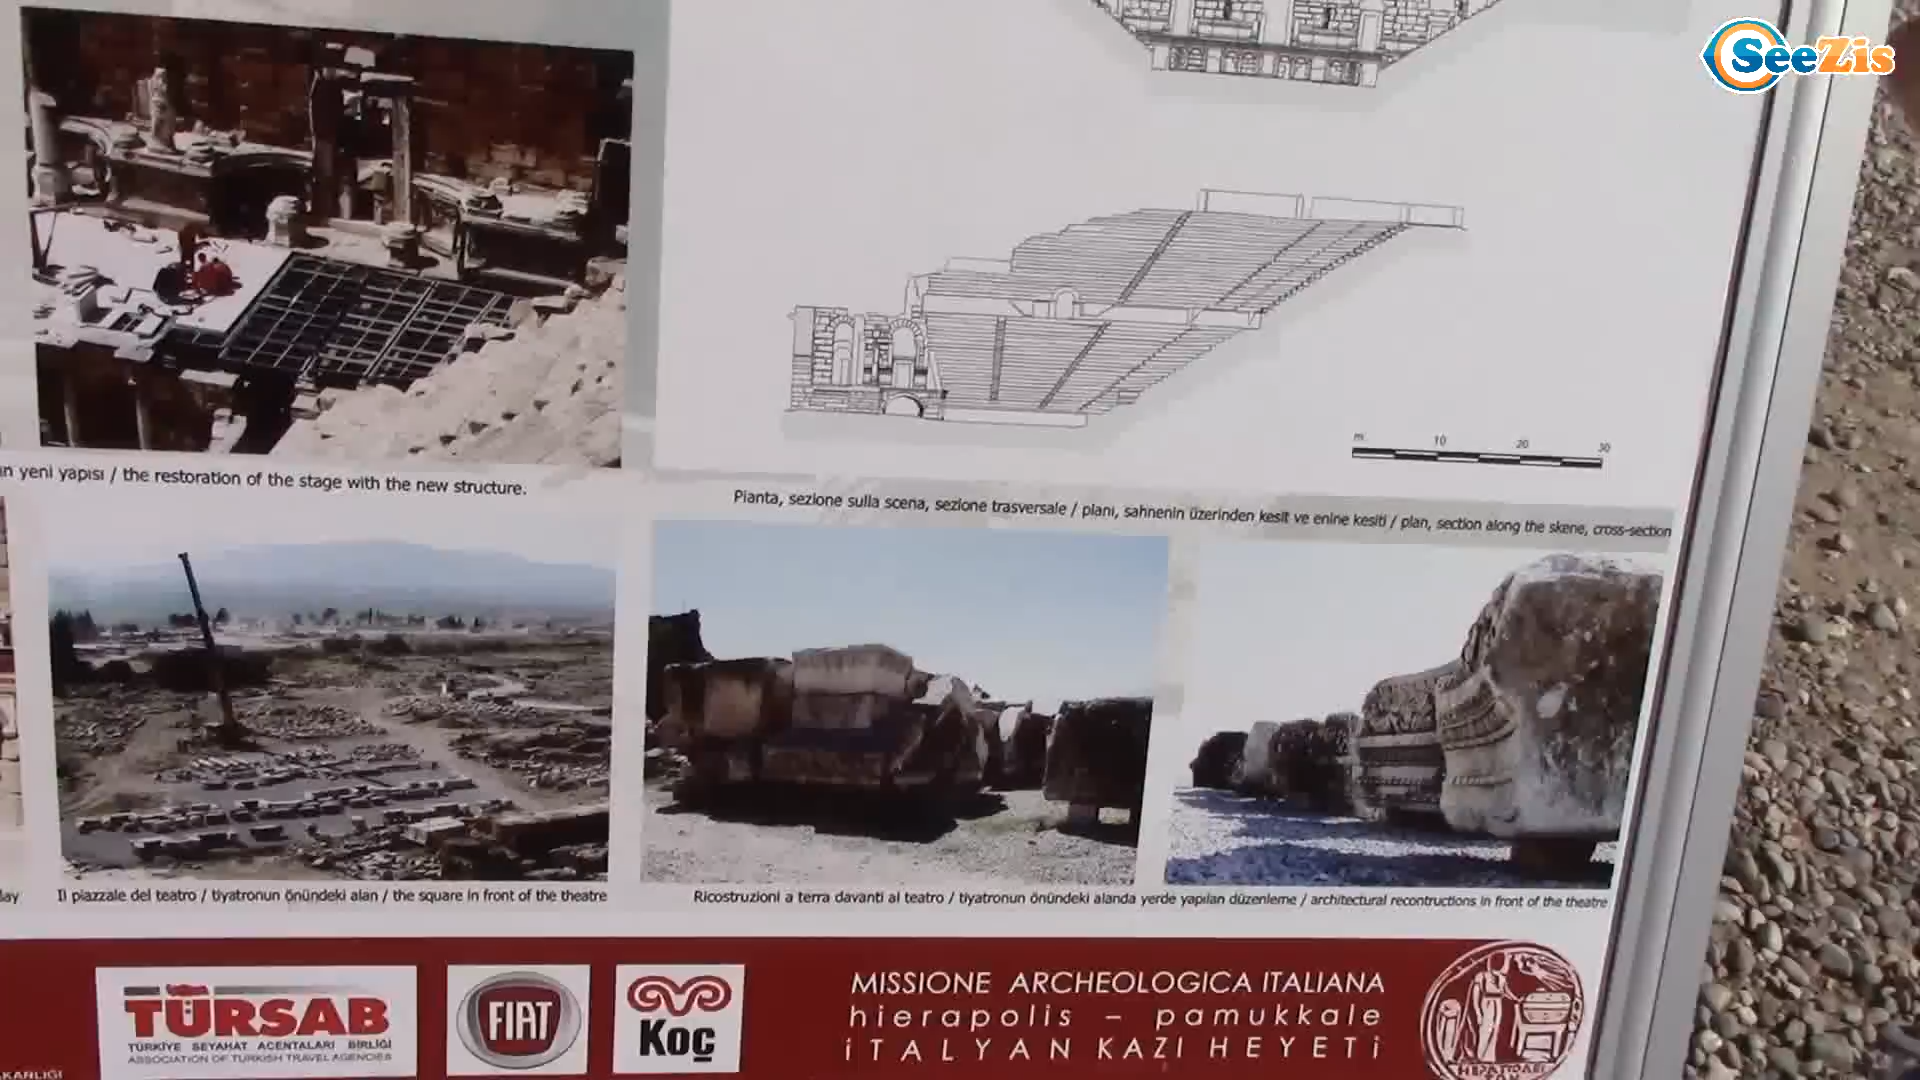 SeeZis
m. 10 20 30
ın yeni yapısı / the restoration of the stage with the new structure.
Pianta, sezione sulla scena, sezione trasversale / planı, sahnenin üzerinden kesit ve enine kesiti / plan, section along the skene, cross-section
lay
Il piazzale del teatro / tiyatronun önündeki alan / the square in front of the theatre
Ricostruzioni a terra davanti al teatro / tiyatronun önündeki alanda yerde yapılan düzenleme / architectural recontructions in front of the theatre
TÜRSAB
TÜRKİYE SEYAHAT ACENTALARI BİRLİĞİ
ASSOCIATION OF TURKISH TRAVEL AGENCIES
FIAT
Koç
MISSIONE ARCHEOLOGICA ITALIANA
hierapolis – pamukkale
İTALYAN KAZI HEYETİ
KANLIĞI